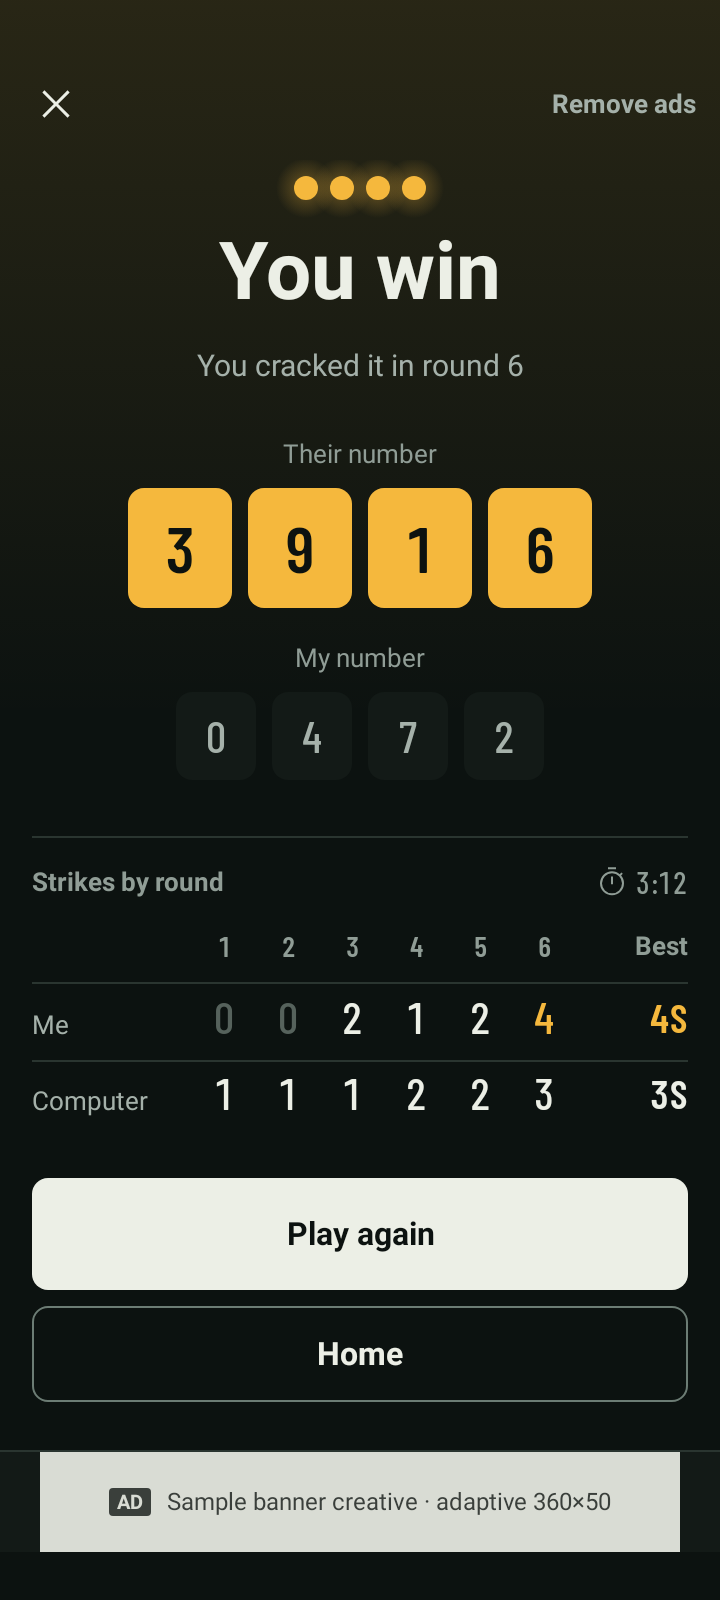 Remove ads
You win
You cracked it in round 6
Their number
3 9 1 6
My number
0 4 7 2
Strikes by round 3:12
1 2 3 4 5 6 Best
Me 0 0 2 1 2 4 4S
Computer 1 1 1 2 2 3 3S
Play again
Home
AD Sample banner creative · adaptive 360×50